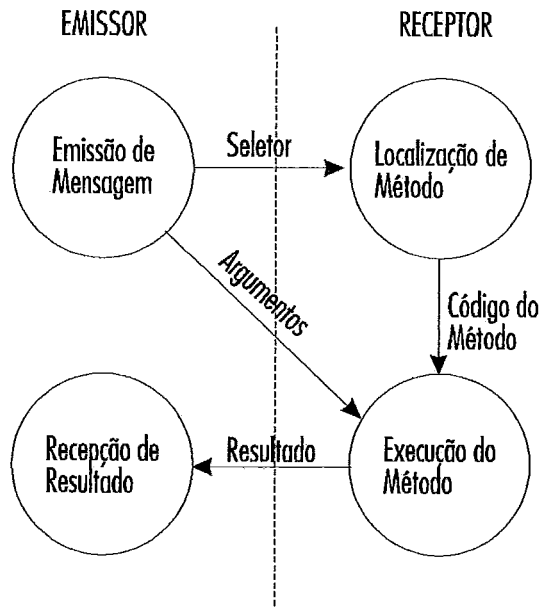 EMISSOR
RECEPTOR
Emissão de
Mensagem
Seletor
Localização de
Método
Argumentos
Código do
Método
Recepção de
Resultado
Resultado
Execução do
Método